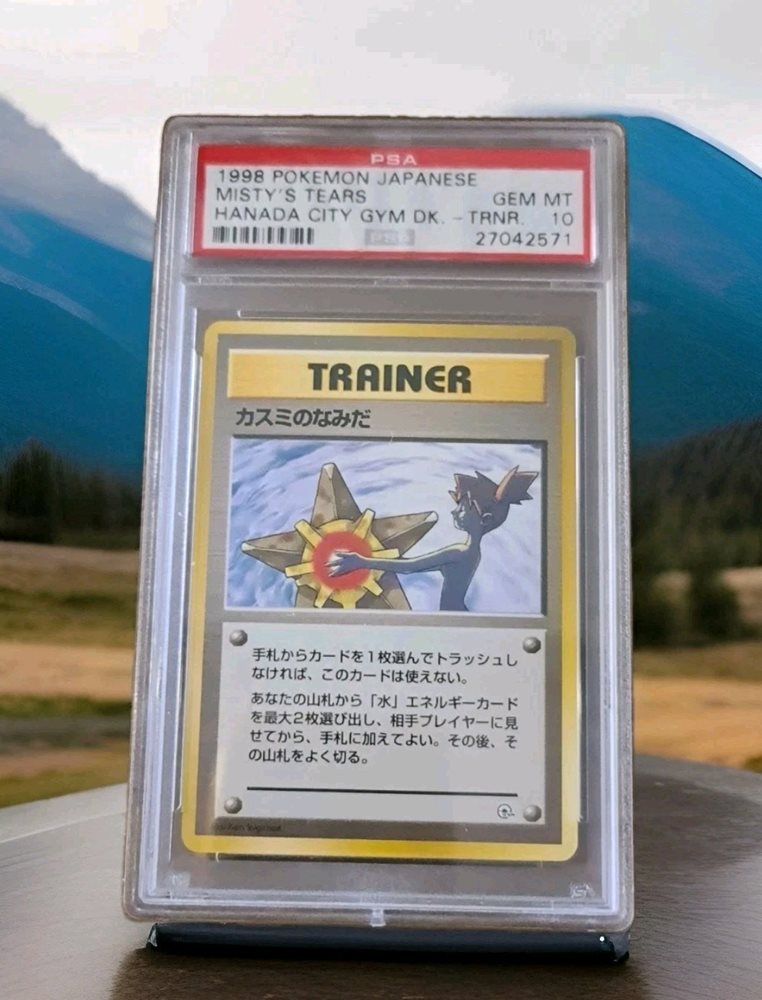 PSA
1998 POKEMON JAPANESE
MISTY'S TEARS GEM MT
HANADA CITY GYM DK. - TRNR. 10
PSA 27042571
TRAINER
カスミのなみだ
手札からカードを1枚選んでトラッシュし
なければ、このカードは使えない。
あなたの山札から「水」エネルギーカード
を最大2枚選び出し、相手プレイヤーに見
せてから、手札に加えてよい。その後、そ
の山札をよく切る。